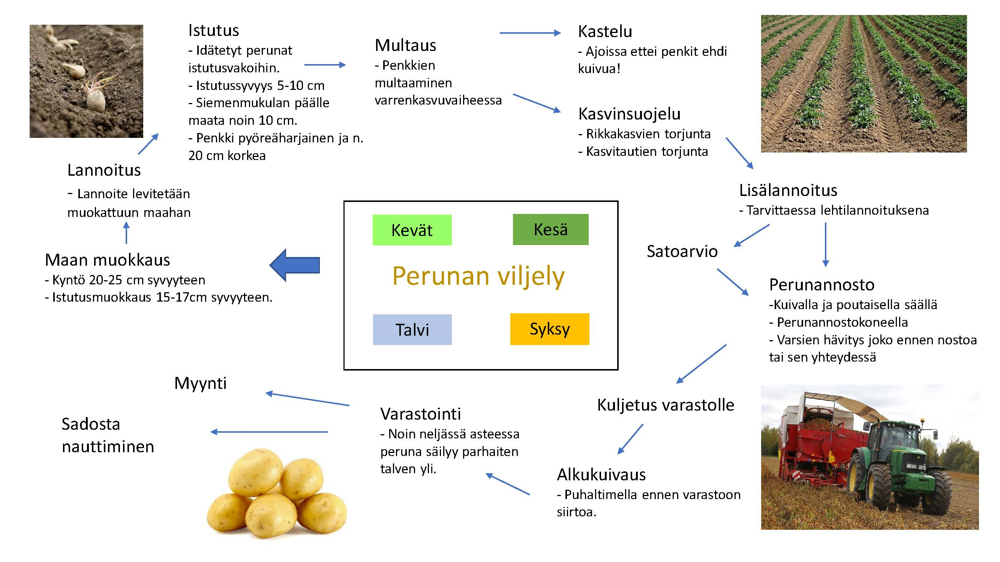 Istutus
- Idätetyt perunat
istutusvakoihin.
- Istutussyvyys 5-10 cm
- Siemenmukulan päälle
maata noin 10 cm.
- Penkki pyöreäharjainen ja n.
20 cm korkea
Multaus
- Penkkien
multaaminen
varrenkasvuvaiheessa
Kastelu
- Ajoissa ettei penkit ehdi
kuivua!
Kasvinsuojelu
- Rikkakasvien torjunta
- Kasvitautien torjunta
Lannoitus
- Lannoite levitetään
muokattuun maahan
Lisälannoitus
- Tarvittaessa lehtilannoituksena
Maan muokkaus
- Kyntö 20-25 cm syvyyteen
- Istutusmuokkaus 15-17cm syvyyteen.
Kevät
Kesä
Perunan viljely
Talvi
Syksy
Satoarvio
Perunannosto
-Kuivalla ja poutaisella säällä
- Perunannostokoneella
- Varsien hävitys joko ennen nostoa
tai sen yhteydessä
Kuljetus varastolle
Alkukuivaus
- Puhaltimella ennen varastoon
siirtoa.
Varastointi
- Noin neljässä asteessa
peruna säilyy parhaiten
talven yli.
Myynti
Sadosta
nauttiminen